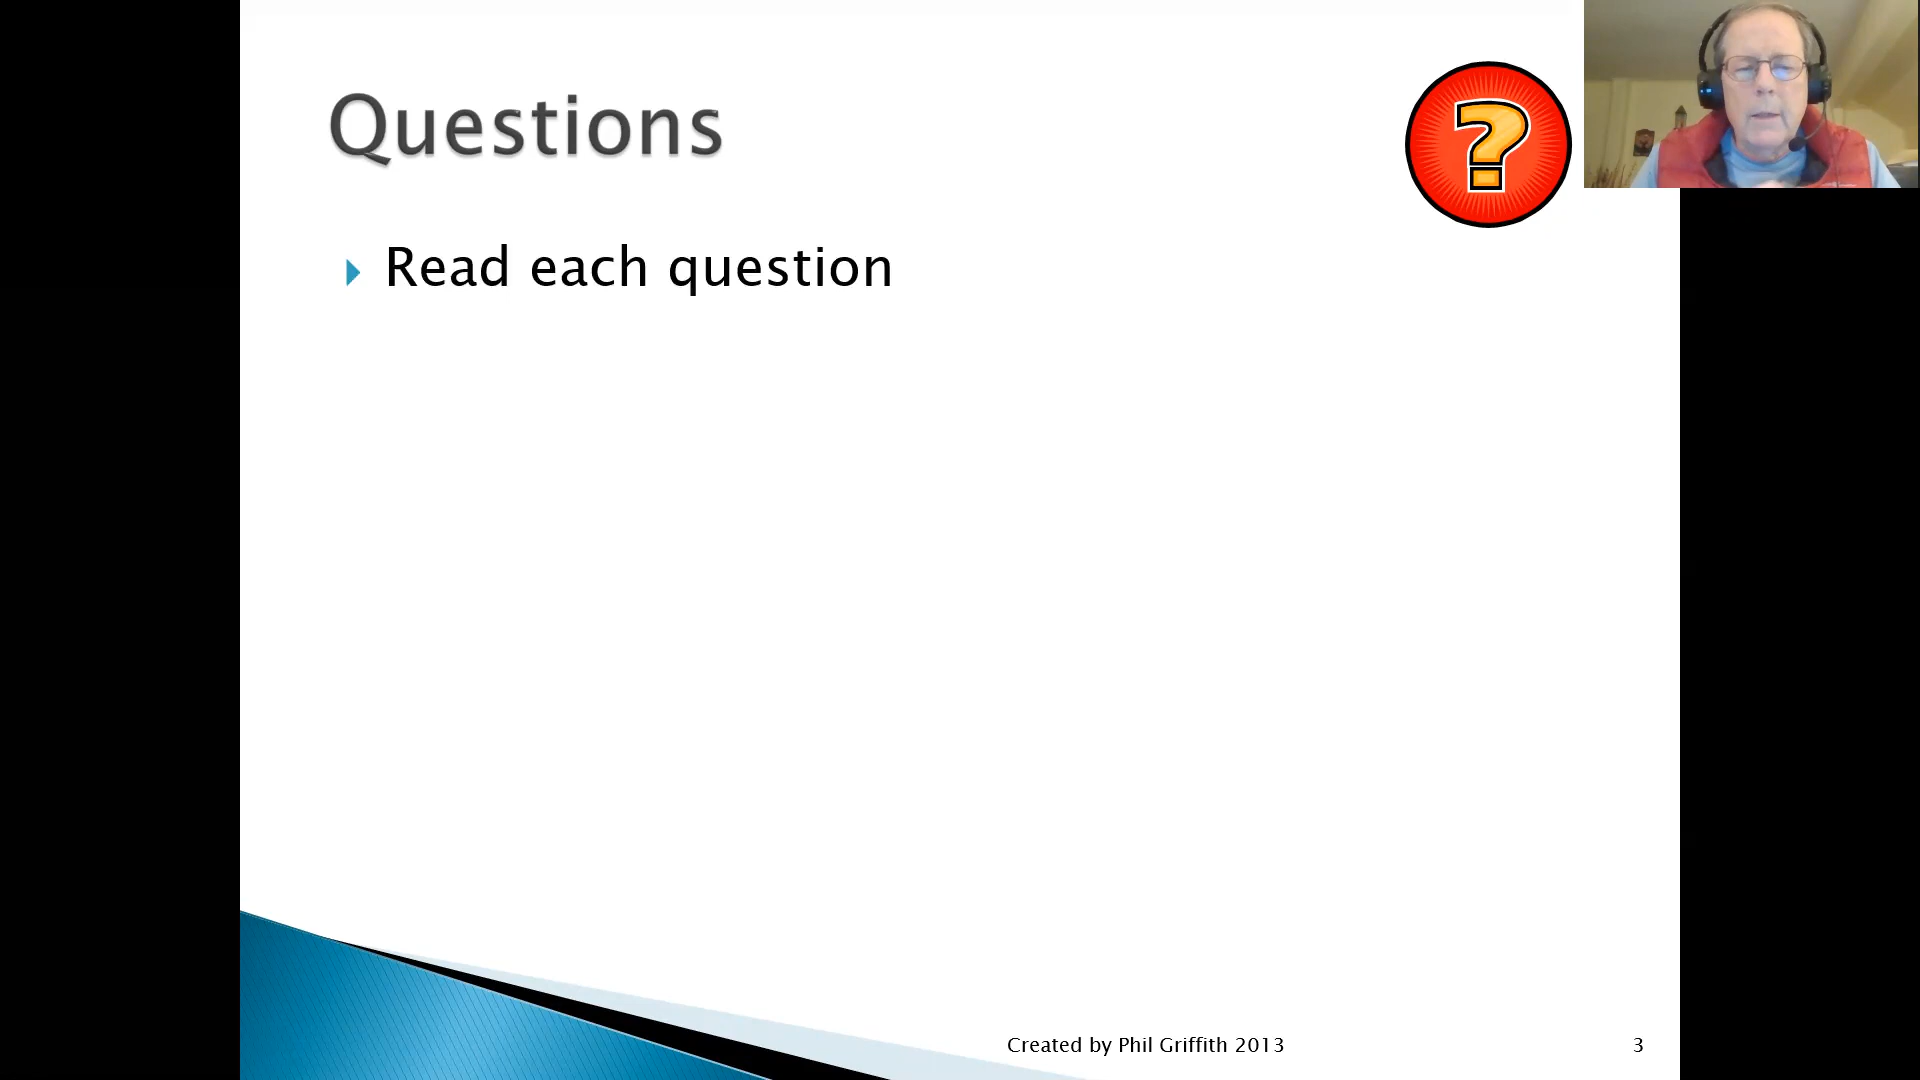 Questions
?
Read each question
Created by Phil Griffith 2013
3